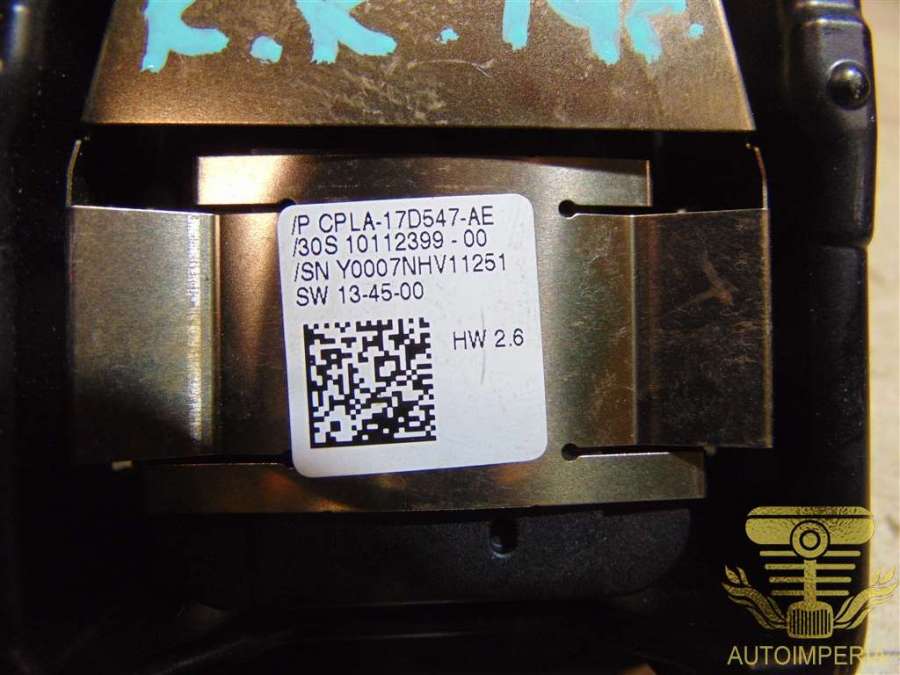 /P CPLA-17D547-AE
/30S 10112399 - 00
/SN Y0007NHV11251
SW 13-45-00
HW 2.6
AUTOIMPERIA